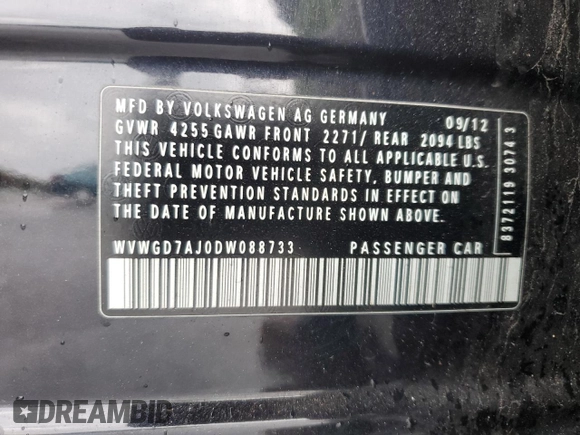 MFD BY VOLKSWAGEN AG GERMANY 09/12
GVWR 4255 GAWR FRONT 2271/ REAR 2094 LBS
THIS VEHICLE CONFORMS TO ALL APPLICABLE U.S.
FEDERAL MOTOR VEHICLE SAFETY, BUMPER AND
THEFT PREVENTION STANDARDS IN EFFECT ON
THE DATE OF MANUFACTURE SHOWN ABOVE.
WVWGD7AJ0DW088733 PASSENGER CAR
8372119 3074 3
DREAMBID